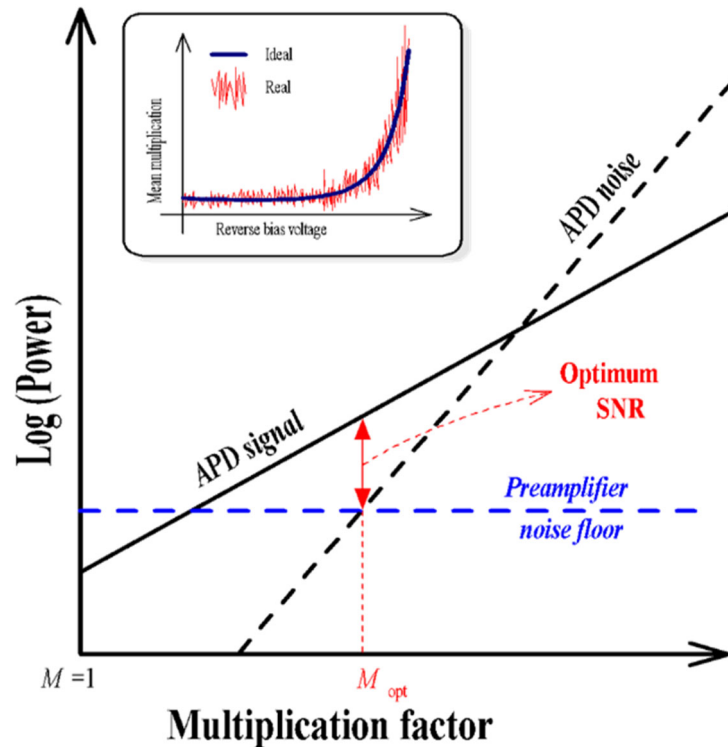 Ideal
Real
Mean multiplication
Reverse bias voltage
APD noise
Log (Power)
APD signal
Optimum
SNR
Preamplifier
noise floor
M =1
M opt
Multiplication factor